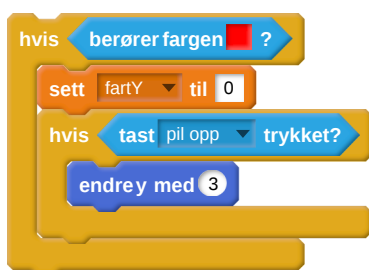 hvis berører fargen ?
sett fartY til 0
hvis tast pil opp trykket?
endre y med 3